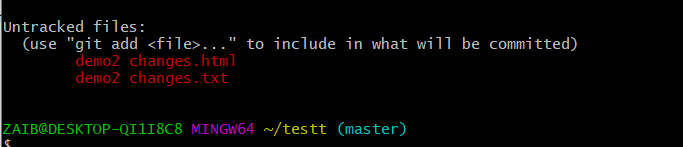 Untracked files:
  (use "git add <file>..." to include in what will be committed)
        demo2 changes.html
        demo2 changes.txt
ZAIB@DESKTOP-QI1I8C8 MINGW64 ~/testt (master)
$